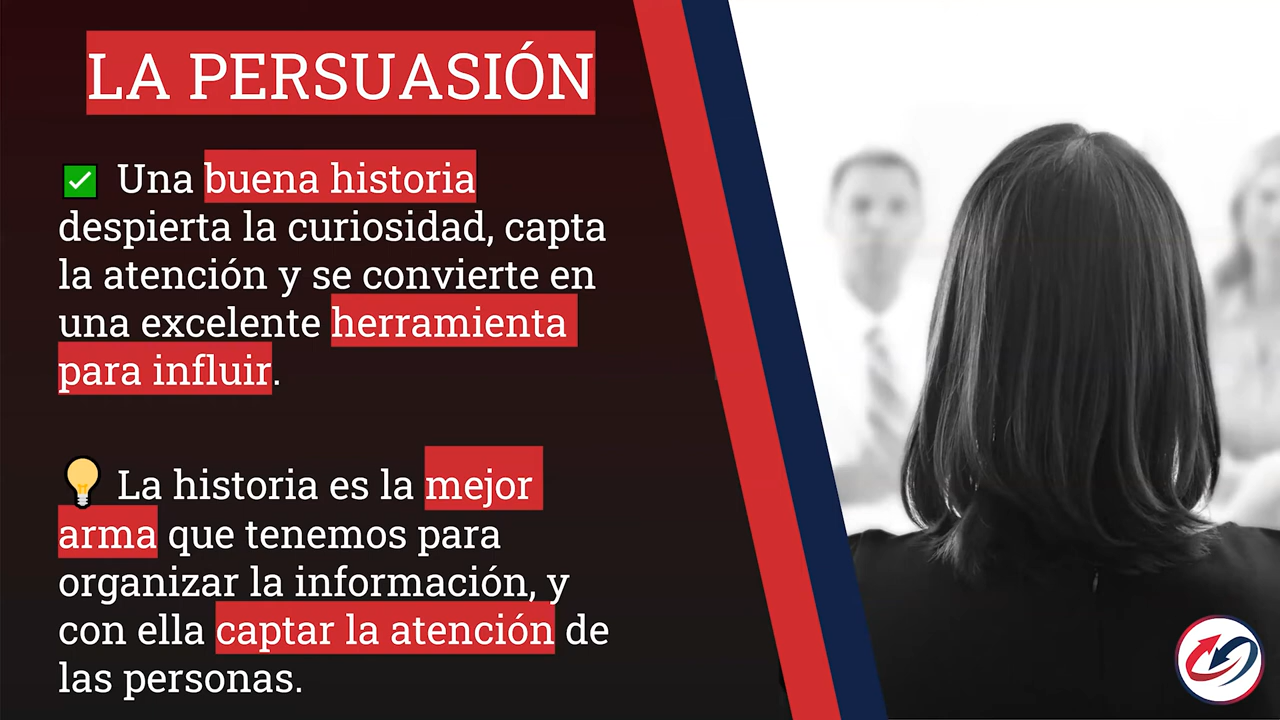 LA PERSUASIÓN
✅ Una buena historia
despierta la curiosidad, capta
la atención y se convierte en
una excelente herramienta
para influir.
💡 La historia es la mejor
arma que tenemos para
organizar la información, y
con ella captar la atención de
las personas.